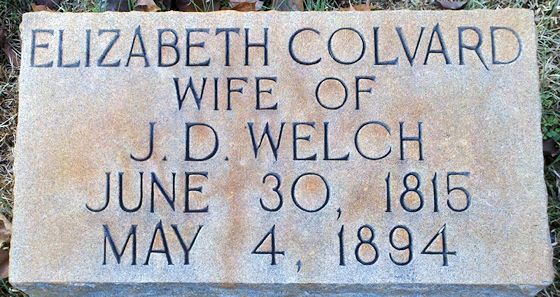 ELIZABETH COLVARD
WIFE OF
J. D. WELCH
JUNE 30, 1815
MAY 4, 1894